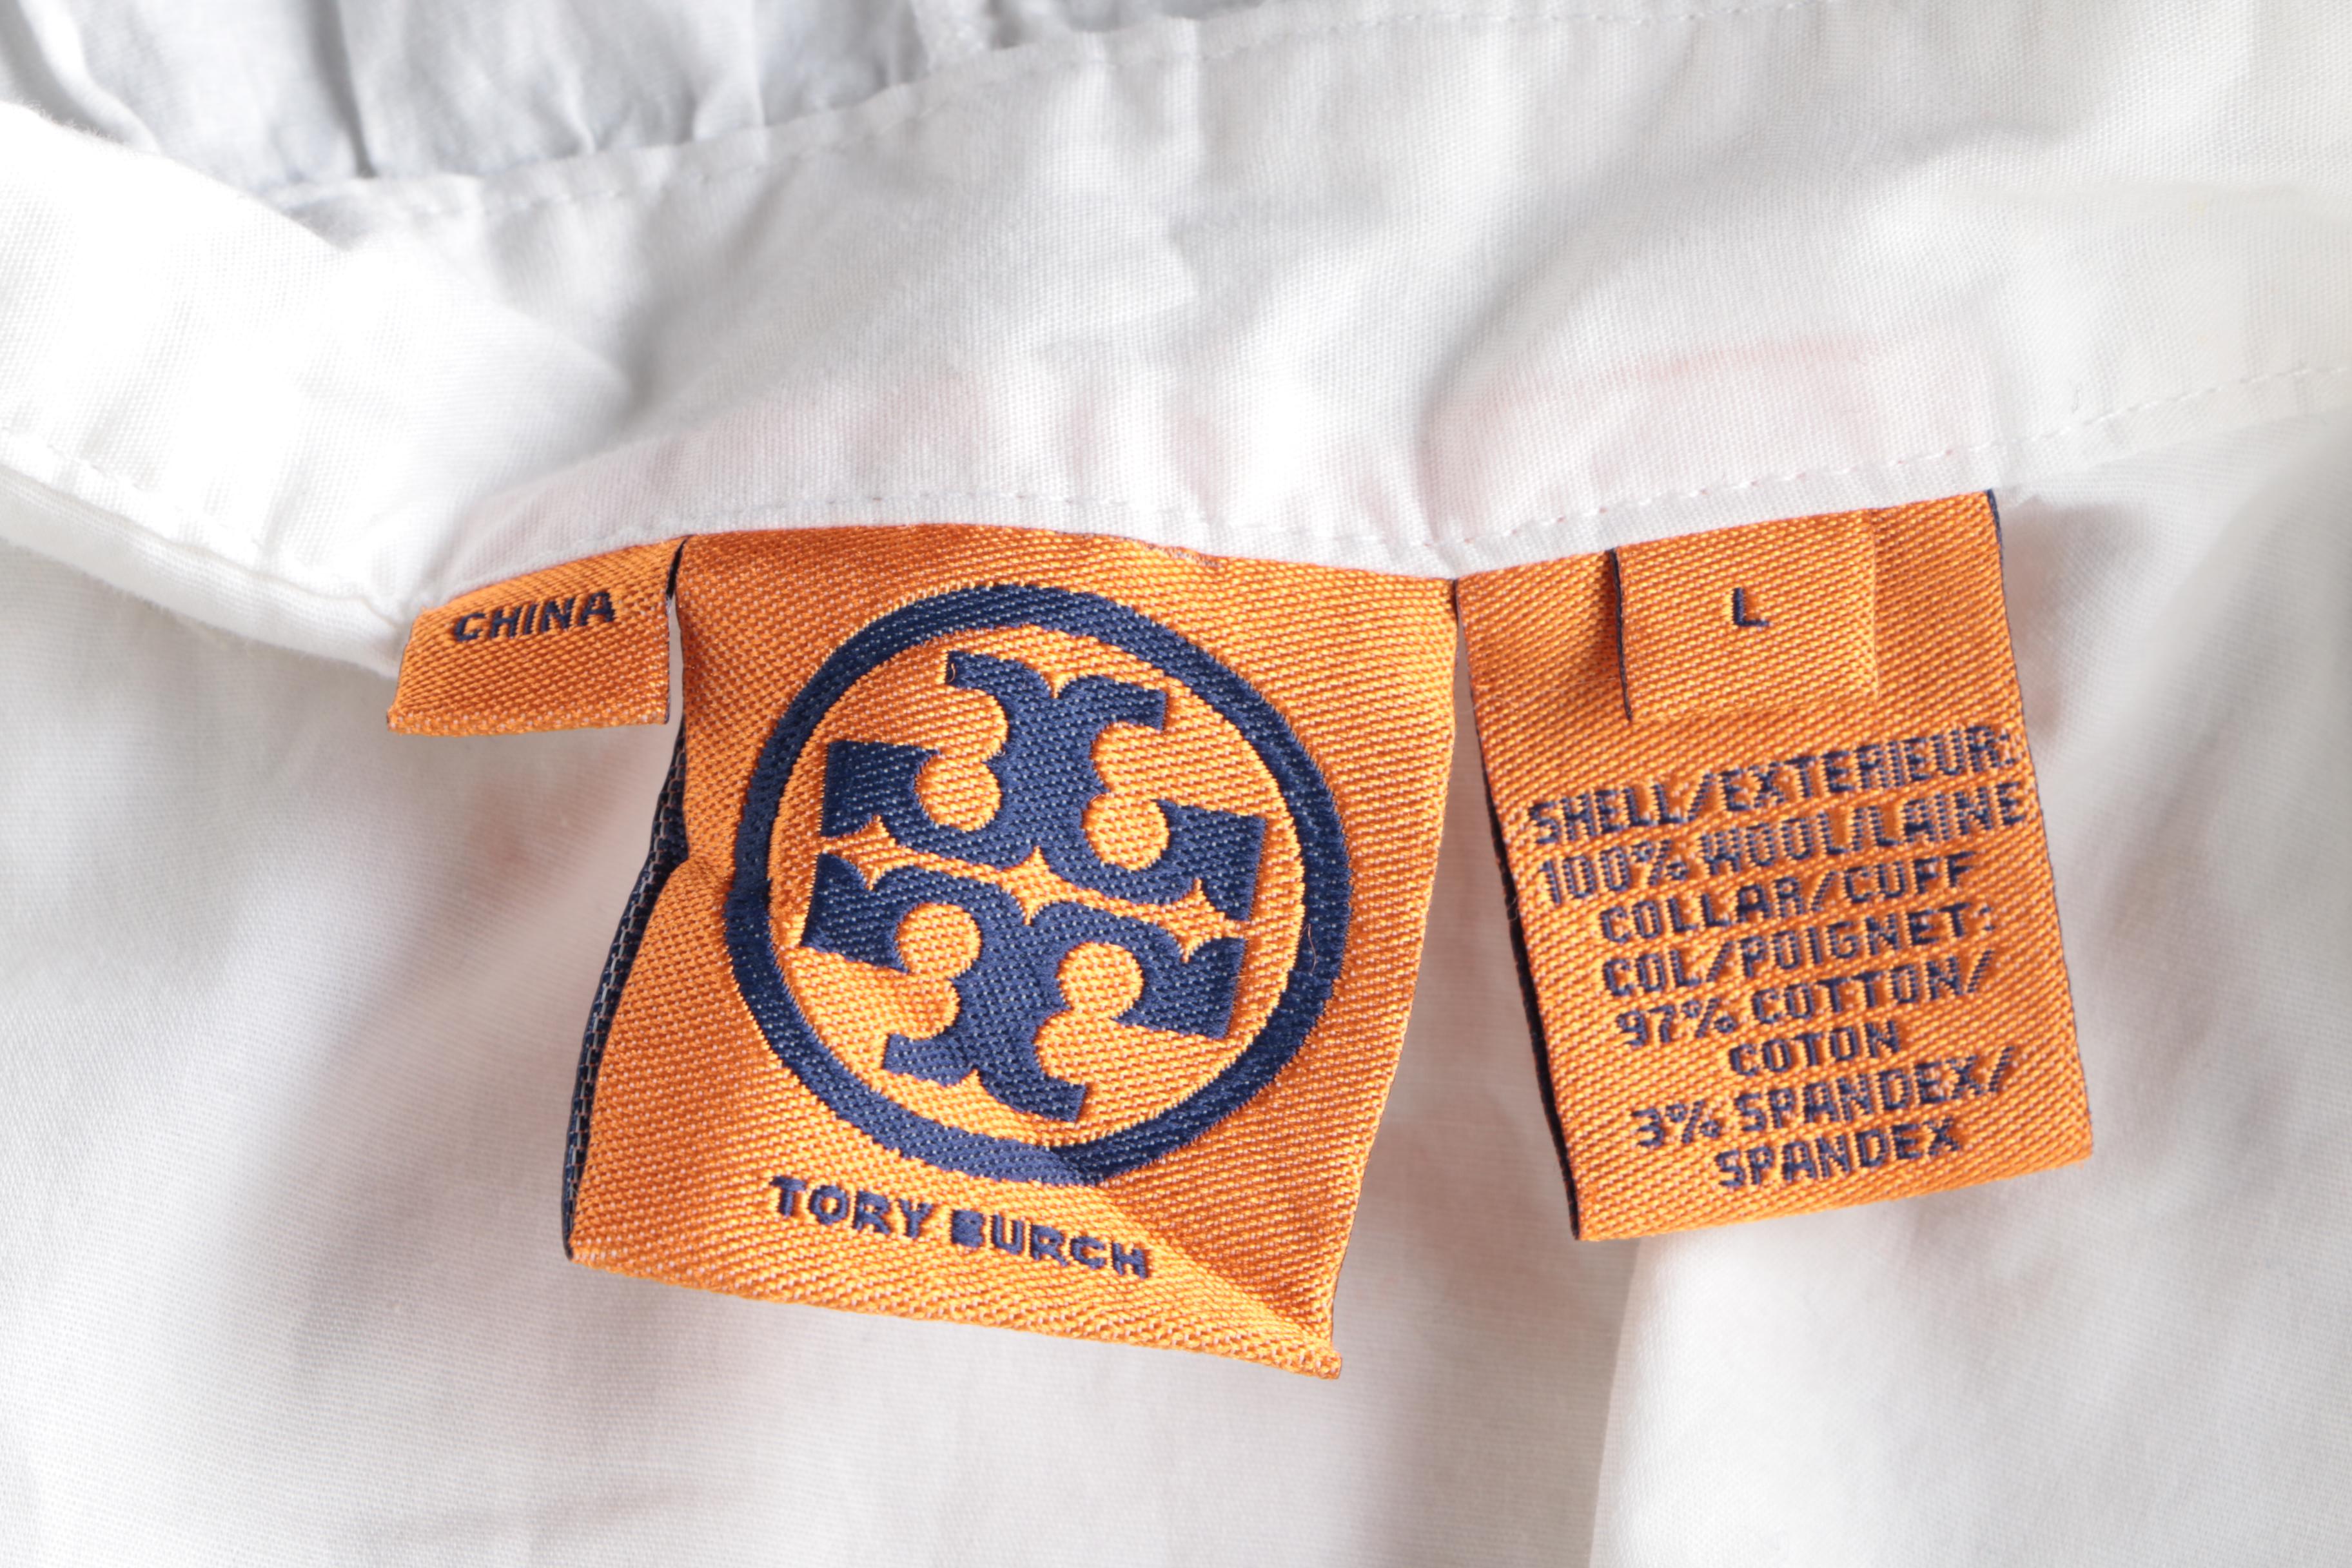 CHINA
TORY BURCH
L
SHELL/EXTERIEUR:
100% WOOL/LAINE
COLLAR/CUFF
COL/POIGNET:
97% COTTON/
COTON
3% SPANDEX/
SPANDEX